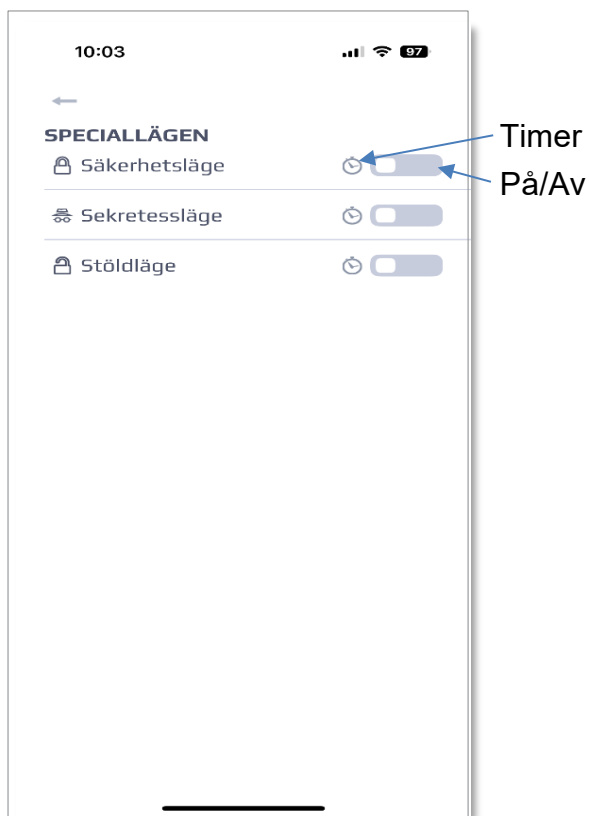 10:03
97
SPECIALLÄGEN
Säkerhetsläge
Timer
På/Av
Sekretessläge
Stöldläge